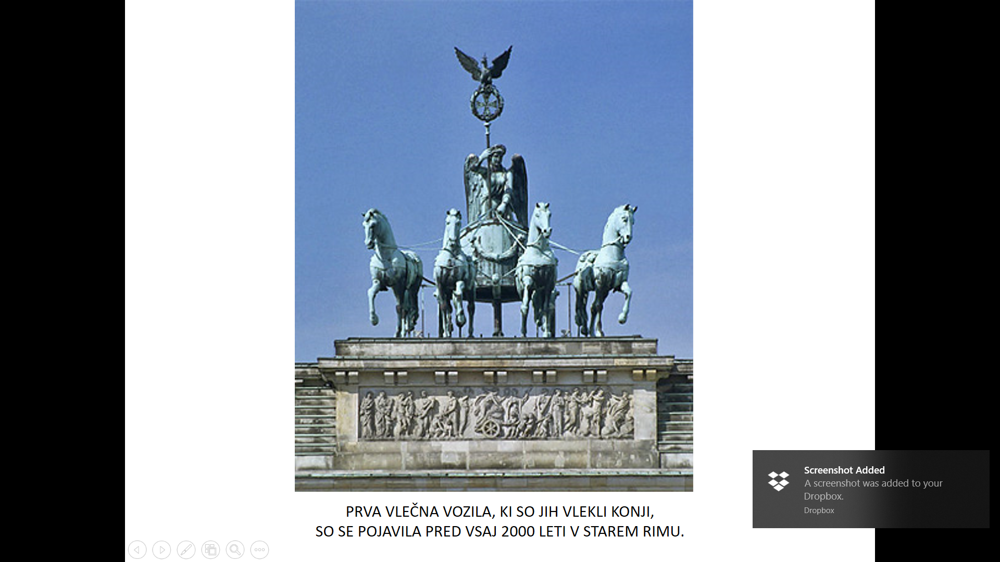 PRVA VLEČNA VOZILA, KI SO JIH VLEKLI KONJI,
SO SE POJAVILA PRED VSAJ 2000 LETI V STAREM RIMU.
Screenshot Added
A screenshot was added to your
Dropbox.
Dropbox